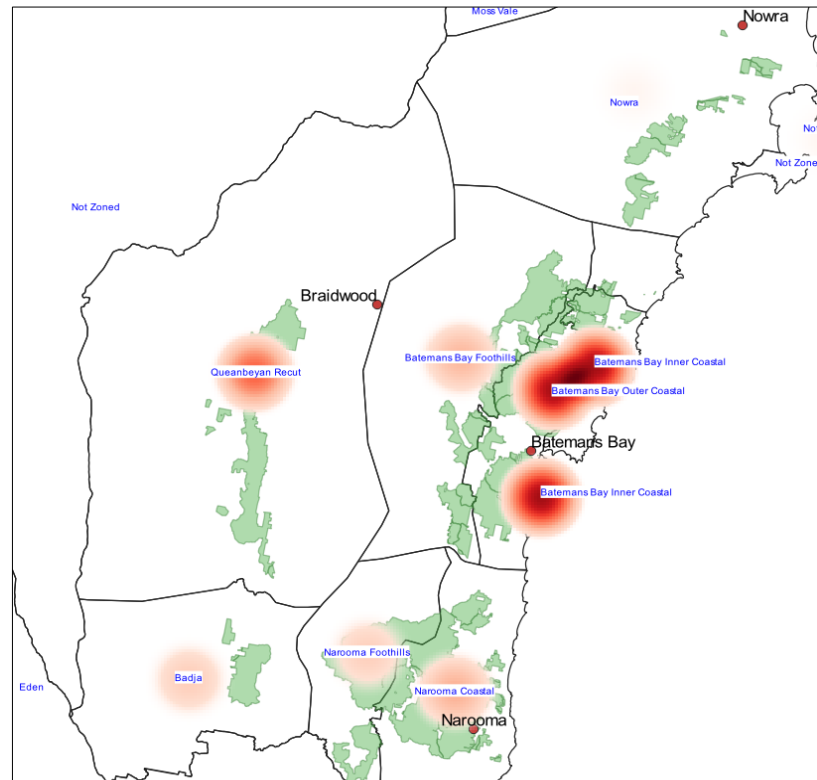 Moss Vale
Nowra
Nowra
Not
Not Zone
Not Zoned
Braidwood
Batemans Bay Foothills
Batemans Bay Inner Coastal
Queanbeyan Recut
Batemans Bay Outer Coastal
Batemans Bay
Batemans Bay Inner Coastal
Narooma Foothills
Badja
Eden
Narooma Coastal
Narooma